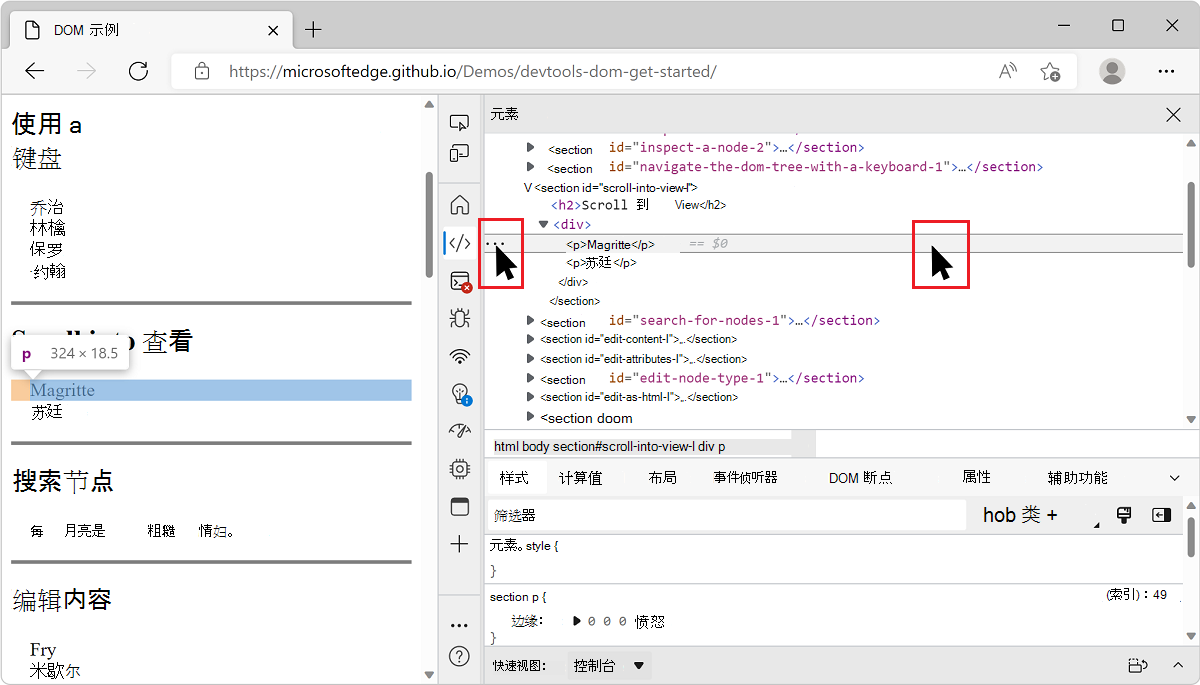 DOM 示例
https://microsoftedge.github.io/Demos/devtools-dom-get-started/
使用 a
键盘
乔治
林檎
保罗
·约翰
查看
p 324 × 18.5
Magritte
苏廷
搜索节点
每 月亮是 粗糙 情妇。
编辑内容
Fry
米歇尔
元素
<section id="inspect-a-node-2">…</section>
<section id="navigate-the-dom-tree-with-a-keyboard-1">…</section>
V <section id="scroll-into-view-l">
<h2>Scroll 到 View</h2>
<div>
<p>Magritte</p> == $0
<p>苏廷</p>
</div>
</section>
<section id="search-for-nodes-1">…</section>
<section id="edit-content-l">,..</section>
<section id="edit-attributes-l">,..</section>
<section id="edit-node-type-1">…</section>
<section id="edit-as-html-l">,..</section>
<section doom
html body section#scroll-into-view-l div p
样式 计算值 布局 事件侦听器 DOM 断点 属性 辅助功能
筛选器 hob 类 +
元素。style {
}
section p { (索引)：49
边缘： 0 0 0 愤怒
}
快速视图： 控制台